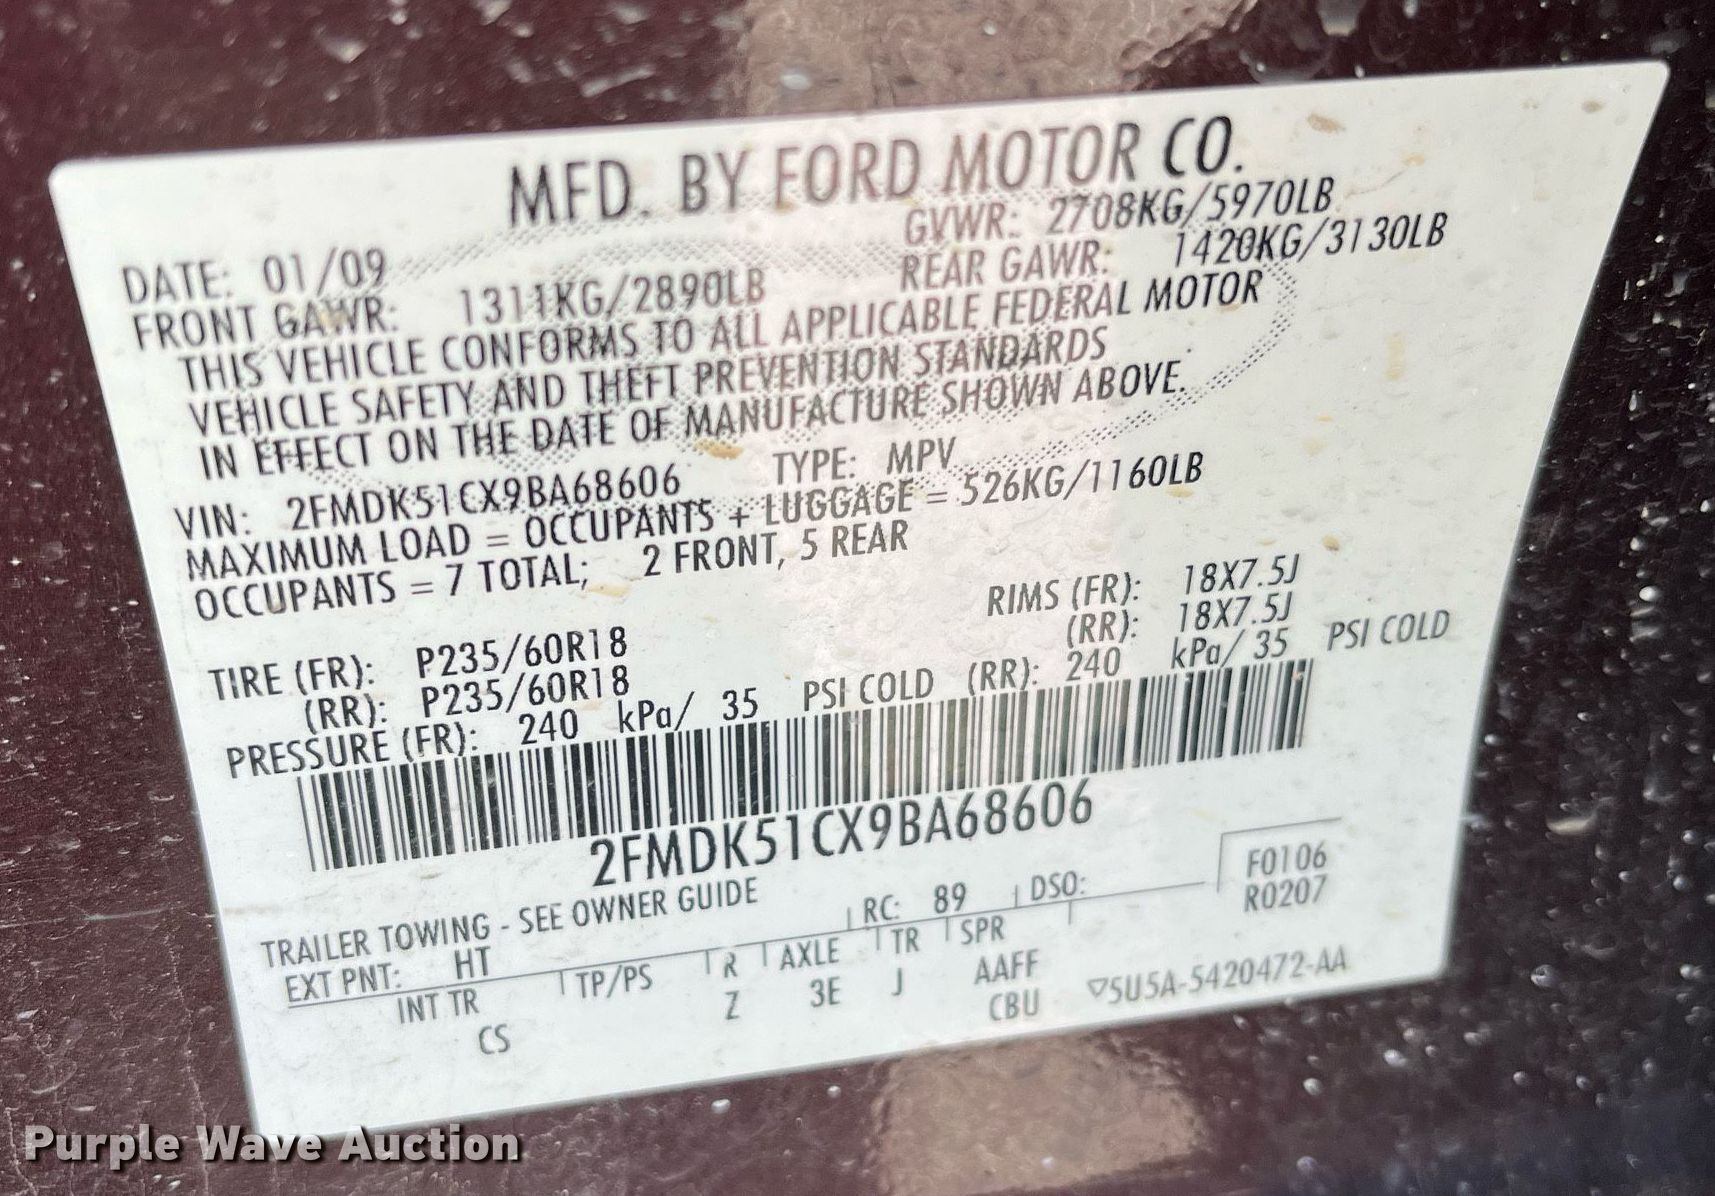 MFD. BY FORD MOTOR CO.
DATE: 01/09 GVWR: 2708KG/5970LB
FRONT GAWR: 1311KG/2890LB REAR GAWR: 1420KG/3130LB
THIS VEHICLE CONFORMS TO ALL APPLICABLE FEDERAL MOTOR
VEHICLE SAFETY AND THEFT PREVENTION STANDARDS
IN EFFECT ON THE DATE OF MANUFACTURE SHOWN ABOVE.
VIN: 2FMDK51CX9BA68606 TYPE: MPV
MAXIMUM LOAD = OCCUPANTS + LUGGAGE = 526KG/1160LB
OCCUPANTS = 7 TOTAL; 2 FRONT, 5 REAR
TIRE (FR): P235/60R18 RIMS (FR): 18X7.5J
(RR): P235/60R18 (RR): 18X7.5J
PRESSURE (FR): 240 kPa/ 35 PSI COLD (RR): 240 kPa/ 35 PSI COLD
2FMDK51CX9BA68606
TRAILER TOWING - SEE OWNER GUIDE
F0106
EXT PNT: HT RC: 89 DSO: R0207
INT TR TP/PS R AXLE TR SPR
CS Z 3E J AAFF
CBU ▽5U5A-5420472-AA
Purple Wave Auction